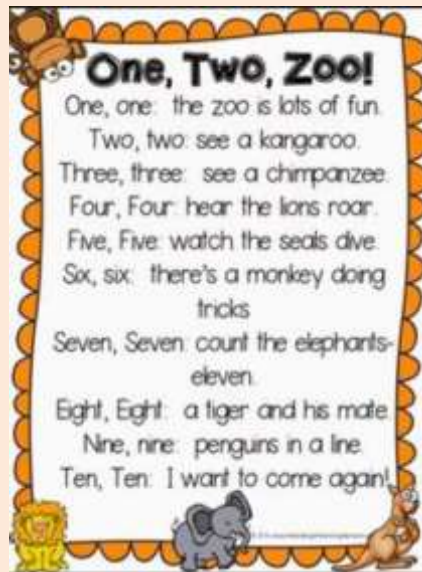 One, Two, Zoo!
One, one: the zoo is lots of fun.
Two, two: see a kangaroo.
Three, three: see a chimpanzee.
Four, Four: hear the lions roar.
Five, Five: watch the seals dive.
Six, six: there's a monkey doing
tricks
Seven, Seven: count the elephants-
eleven.
Eight, Eight: a tiger and his mate.
Nine, nine: penguins in a line.
Ten, Ten: I want to come again!